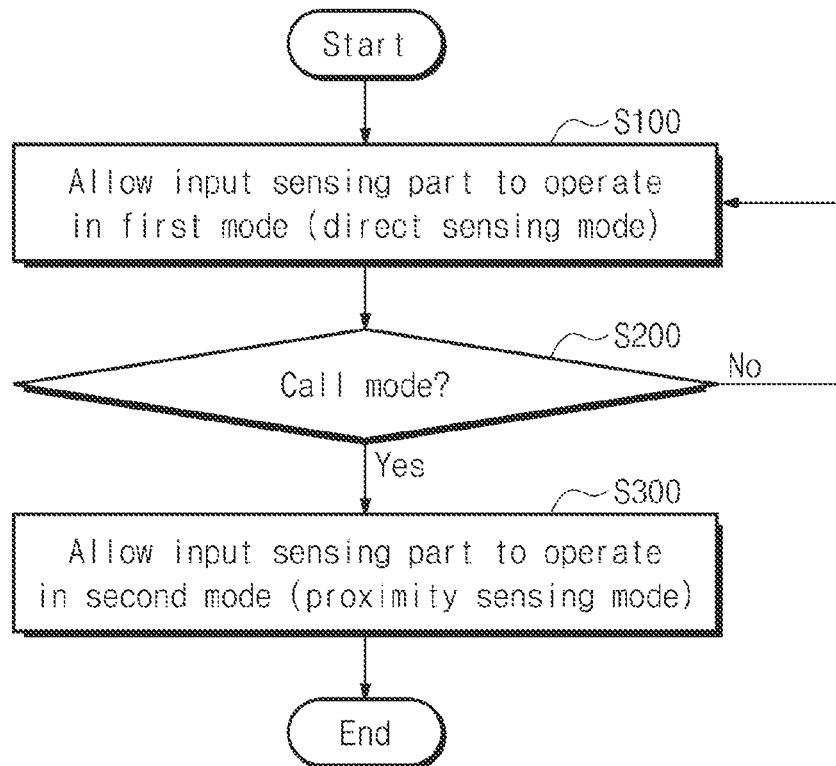 Start
S100
Allow input sensing part to operate
in first mode (direct sensing mode)
S200
Call mode?
No
Yes
S300
Allow input sensing part to operate
in second mode (proximity sensing mode)
End